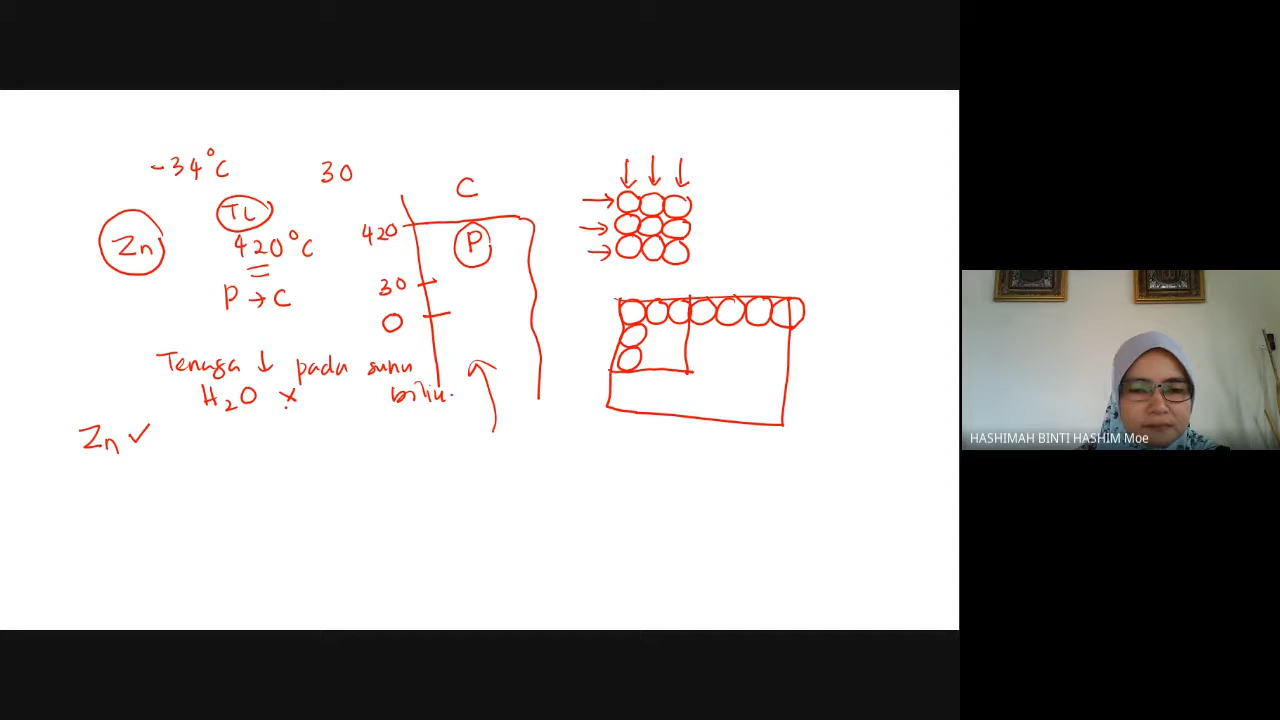 -34°C
30
C
TL
Zn
420°C
P → C
420
P
30
0
Tenaga ↓ pada suhu
bilik.
H₂O ×
Zn ✓
HASHIMAH BINTI HASHIM Moe